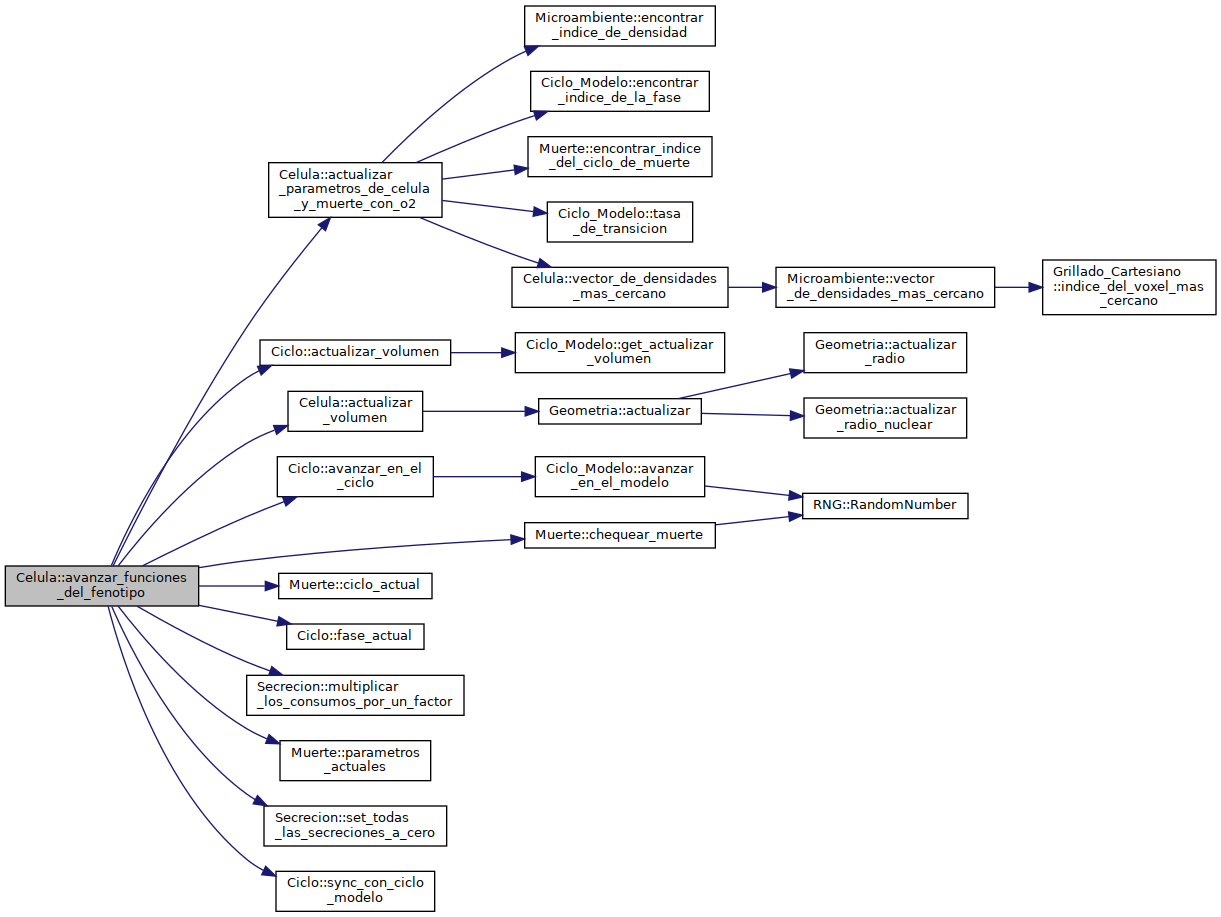 Microambiente::encontrar
_indice_de_densidad
Ciclo_Modelo::encontrar
_indice_de_la_fase
Muerte::encontrar_indice
_del_ciclo_de_muerte
Celula::actualizar
_parametros_de_celula
_y_muerte_con_o2
Ciclo_Modelo::tasa
_de_transicion
Celula::vector_de_densidades
_mas_cercano
Microambiente::vector
_de_densidades_mas_cercano
Grillado_Cartesiano
::indice_del_voxel_mas
_cercano
Ciclo::actualizar_volumen
Ciclo_Modelo::get_actualizar
_volumen
Geometria::actualizar
_radio
Celula::actualizar
_volumen
Geometria::actualizar
Geometria::actualizar
_radio_nuclear
Ciclo::avanzar_en_el
_ciclo
Ciclo_Modelo::avanzar
_en_el_modelo
RNG::RandomNumber
Muerte::chequear_muerte
Celula::avanzar_funciones
_del_fenotipo
Muerte::ciclo_actual
Ciclo::fase_actual
Secrecion::multiplicar
_los_consumos_por_un_factor
Muerte::parametros
_actuales
Secrecion::set_todas
_las_secreciones_a_cero
Ciclo::sync_con_ciclo
_modelo